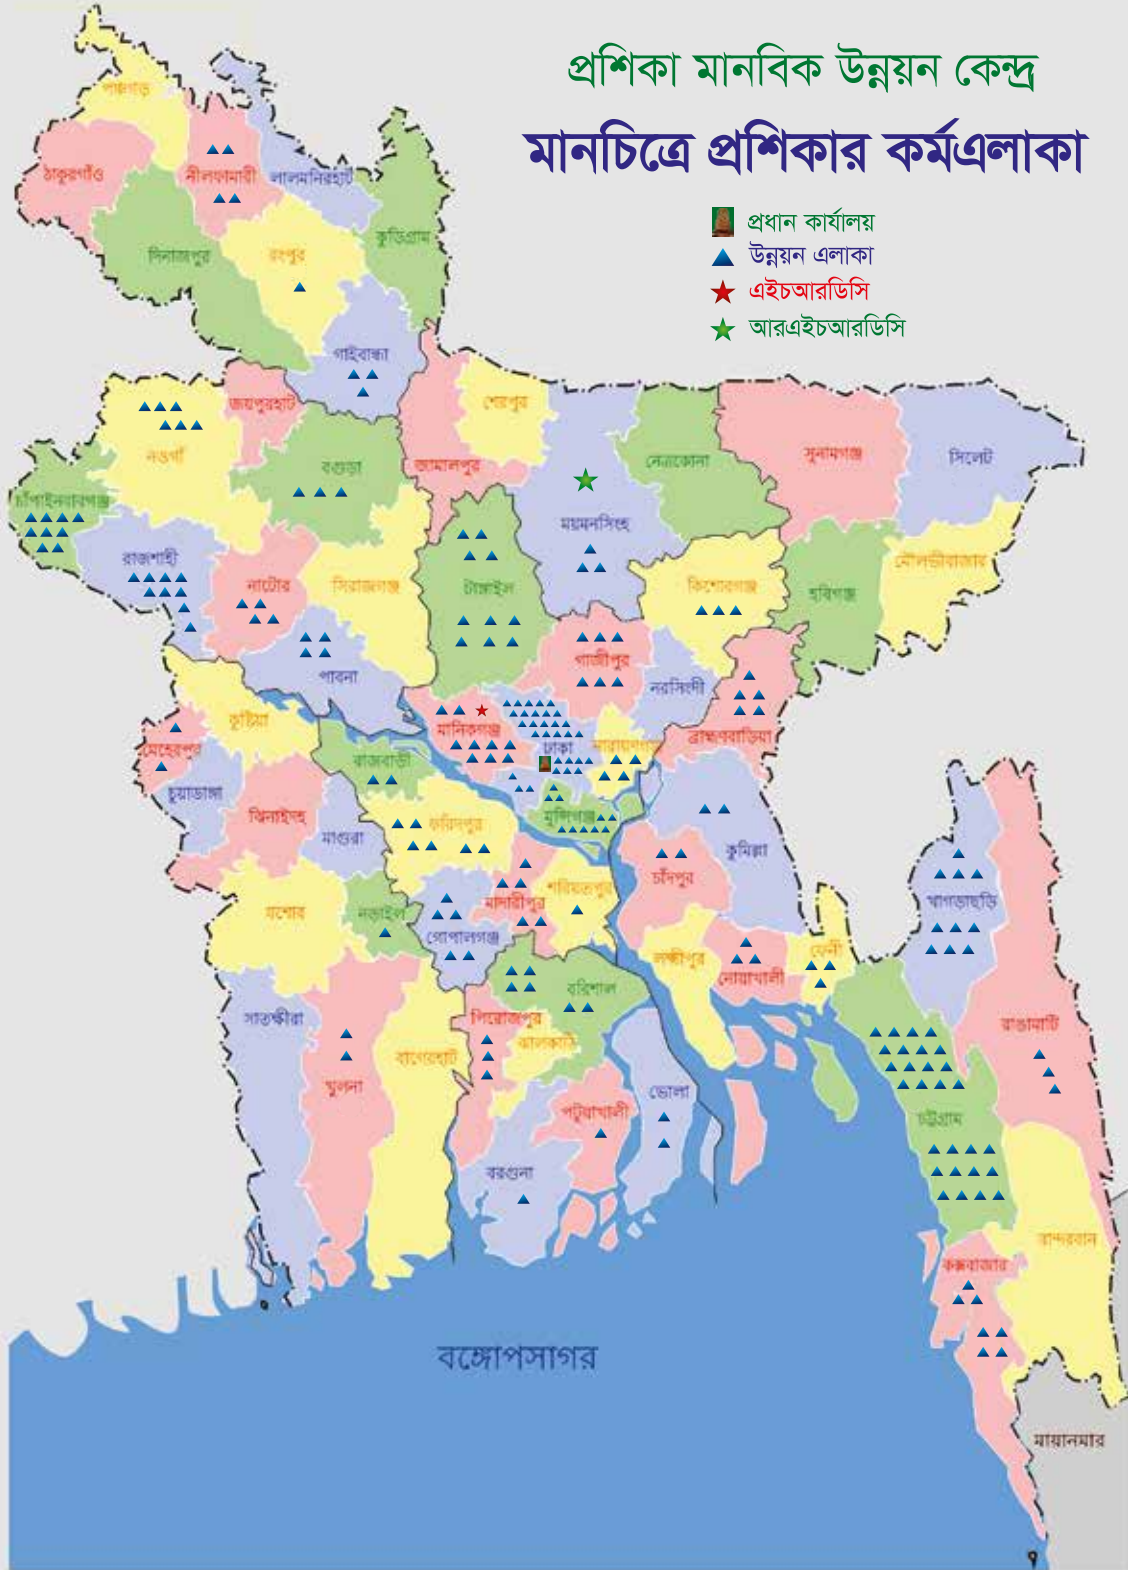 প্রশিকা মানবিক উন্নয়ন কেন্দ্র
মানচিত্রে প্রশিকার কর্মএলাকা
প্রধান কার্যালয়
উন্নয়ন এলাকা
এইচআরডিসি
আরএইচআরডিসি
পঞ্চগড়
ঠাকুরগাঁও
নীলফামারী
লালমনিরহাট
দিনাজপুর
রংপুর
কুড়িগ্রাম
গাইবান্ধা
জয়পুরহাট
শেরপুর
নওগাঁ
বগুড়া
জামালপুর
নেত্রকোনা
সুনামগঞ্জ
সিলেট
চাঁপাইনবাবগঞ্জ
ময়মনসিংহ
রাজশাহী
নাটোর
সিরাজগঞ্জ
টাঙ্গাইল
কিশোরগঞ্জ
হবিগঞ্জ
মৌলভীবাজার
পাবনা
গাজীপুর
নরসিংদী
কুষ্টিয়া
মেহেরপুর
মানিকগঞ্জ
ঢাকা
নারায়ণগঞ্জ
ব্রাহ্মণবাড়িয়া
রাজবাড়ী
চুয়াডাঙ্গা
ঝিনাইদহ
মাগুরা
ফরিদপুর
মুন্সিগঞ্জ
কুমিল্লা
চাঁদপুর
যশোর
নড়াইল
গোপালগঞ্জ
মাদারীপুর
শরিয়তপুর
খাগড়াছড়ি
লক্ষীপুর
নোয়াখালী
ফেনী
সাতক্ষীরা
খুলনা
বাগেরহাট
পিরোজপুর
ঝালকাঠি
বরিশাল
রাঙামাটি
পটুয়াখালী
ভোলা
চট্টগ্রাম
বরগুনা
বান্দরবান
কক্সবাজার
বঙ্গোপসাগর
মায়ানমার
৭